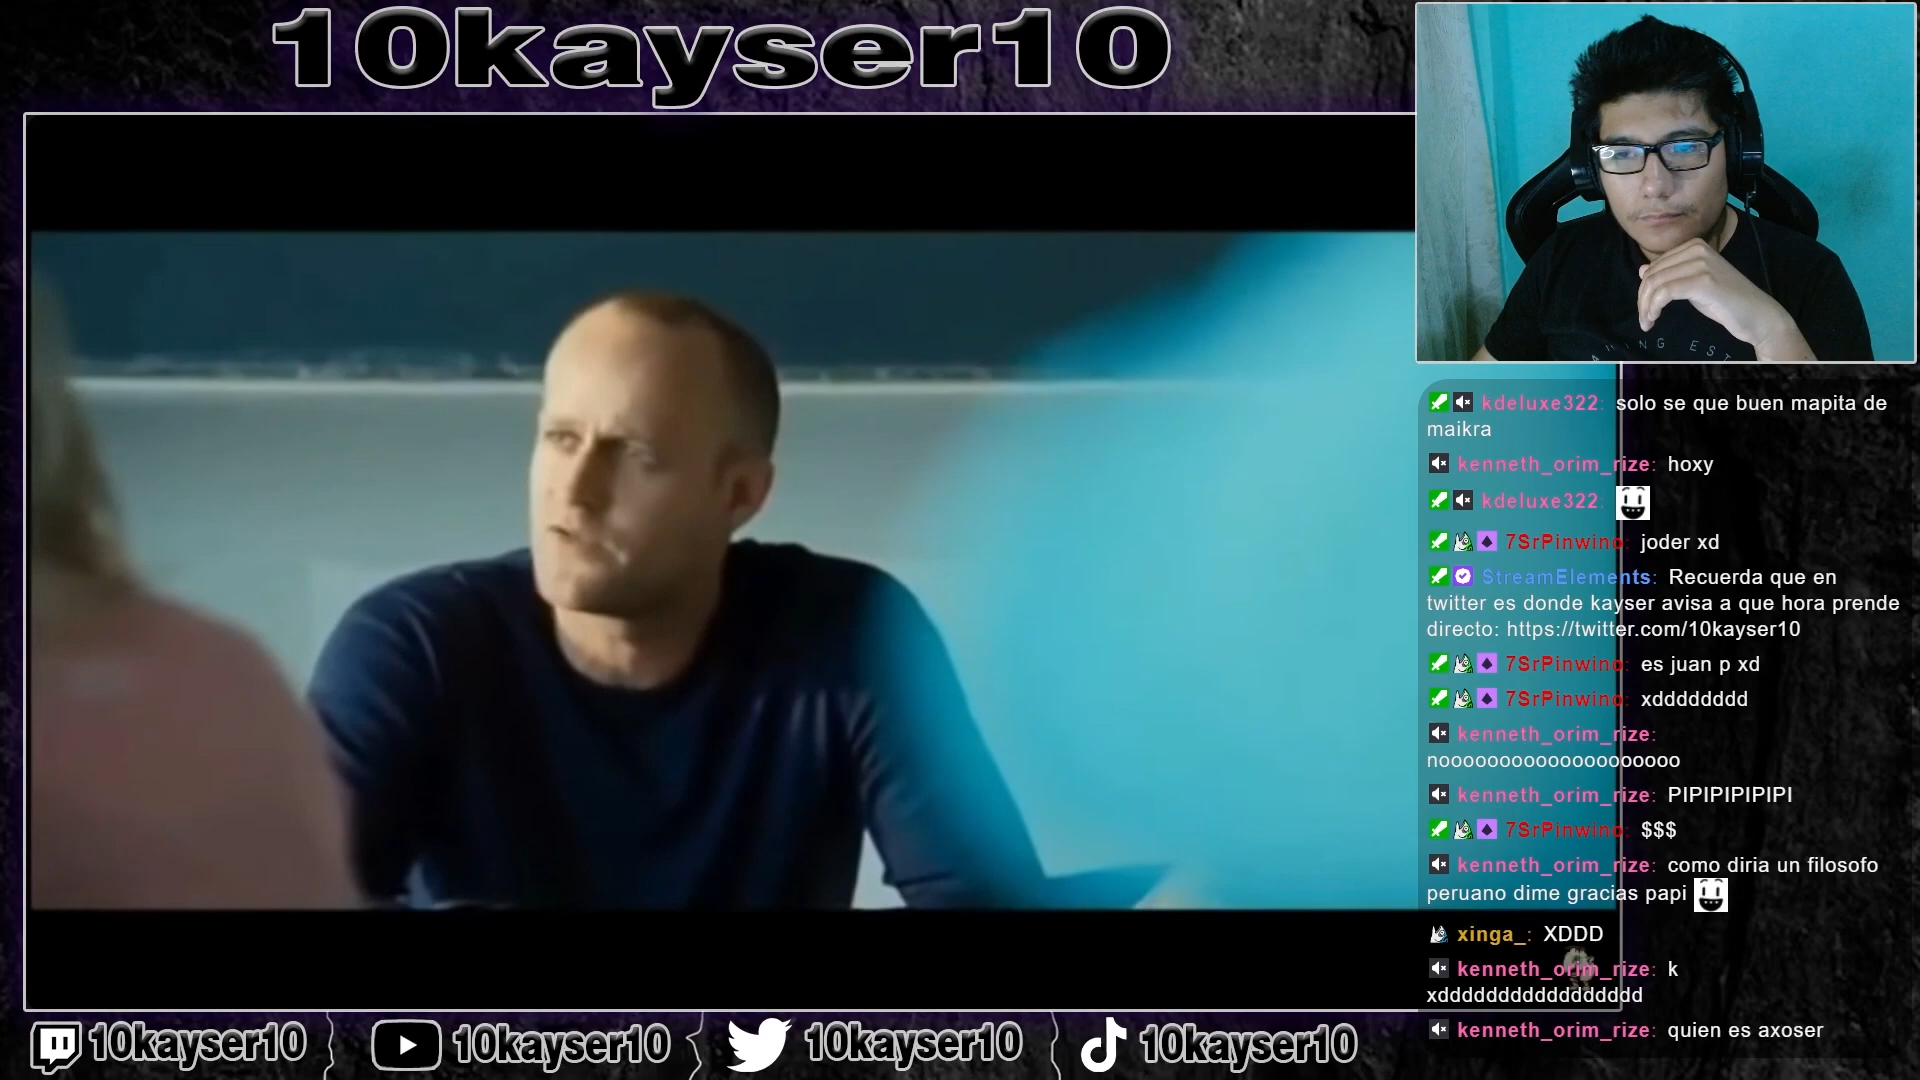 10kayser10
kdeluxe322: solo se que buen mapita de
maikra
kenneth_orim_rize: hoxy
kdeluxe322:
7SrPinwino: joder xd
StreamElements: Recuerda que en
twitter es donde kayser avisa a que hora prende
directo: https://twitter.com/10kayser10
7SrPinwino: es juan p xd
7SrPinwino: xdddddddd
kenneth_orim_rize:
noooooooooooooooooooo
kenneth_orim_rize: PIPIPIPIPIPI
7SrPinwino: $$$
kenneth_orim_rize: como diria un filosofo
peruano dime gracias papi
xinga_: XDDD
kenneth_orim_rize: k
xddddddddddddddddd
kenneth_orim_rize: quien es axoser
10kayser10 10kayser10 10kayser10 10kayser10